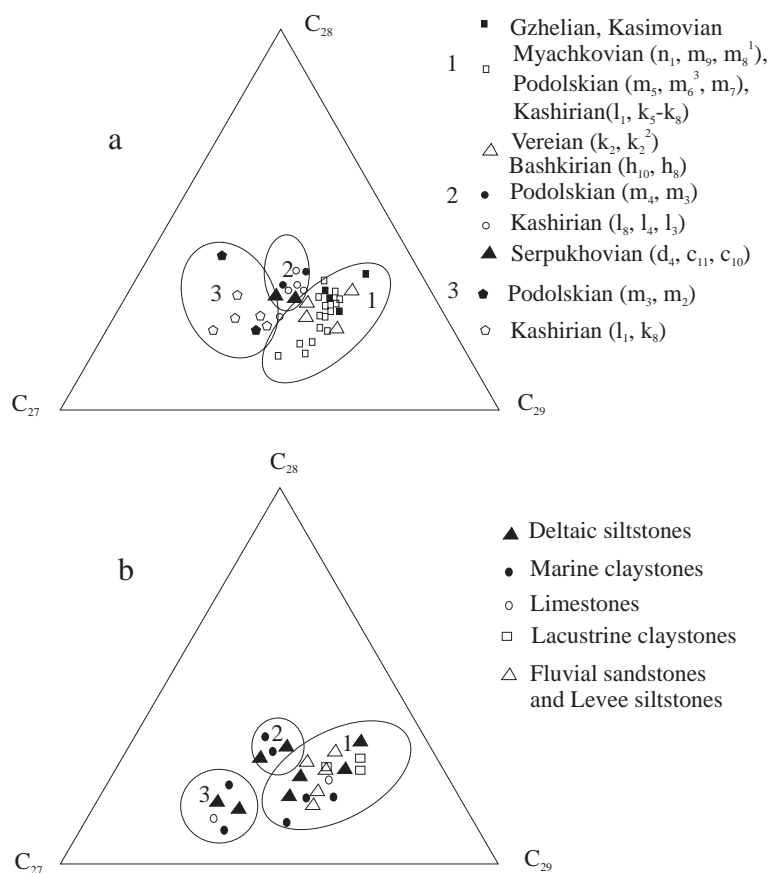 C₂₈
a
2
3
1
C₂₇
C₂₉
1
Gzhelian, Kasimovian
Myachkovian (n₁, m₉, m₈¹),
Podolskian (m₅, m₆³, m₇),
Kashirian(l₁, k₅-k₈)
Vereian (k₂, k₂²)
Bashkirian (h₁₀, h₈)
2
Podolskian (m₄, m₃)
Kashirian (l₈, l₄, l₃)
Serpukhovian (d₄, c₁₁, c₁₀)
3
Podolskian (m₃, m₂)
Kashirian (l₁, k₈)
C₂₈
b
2
1
3
C₂₇
C₂₉
Deltaic siltstones
Marine claystones
Limestones
Lacustrine claystones
Fluvial sandstones
and Levee siltstones